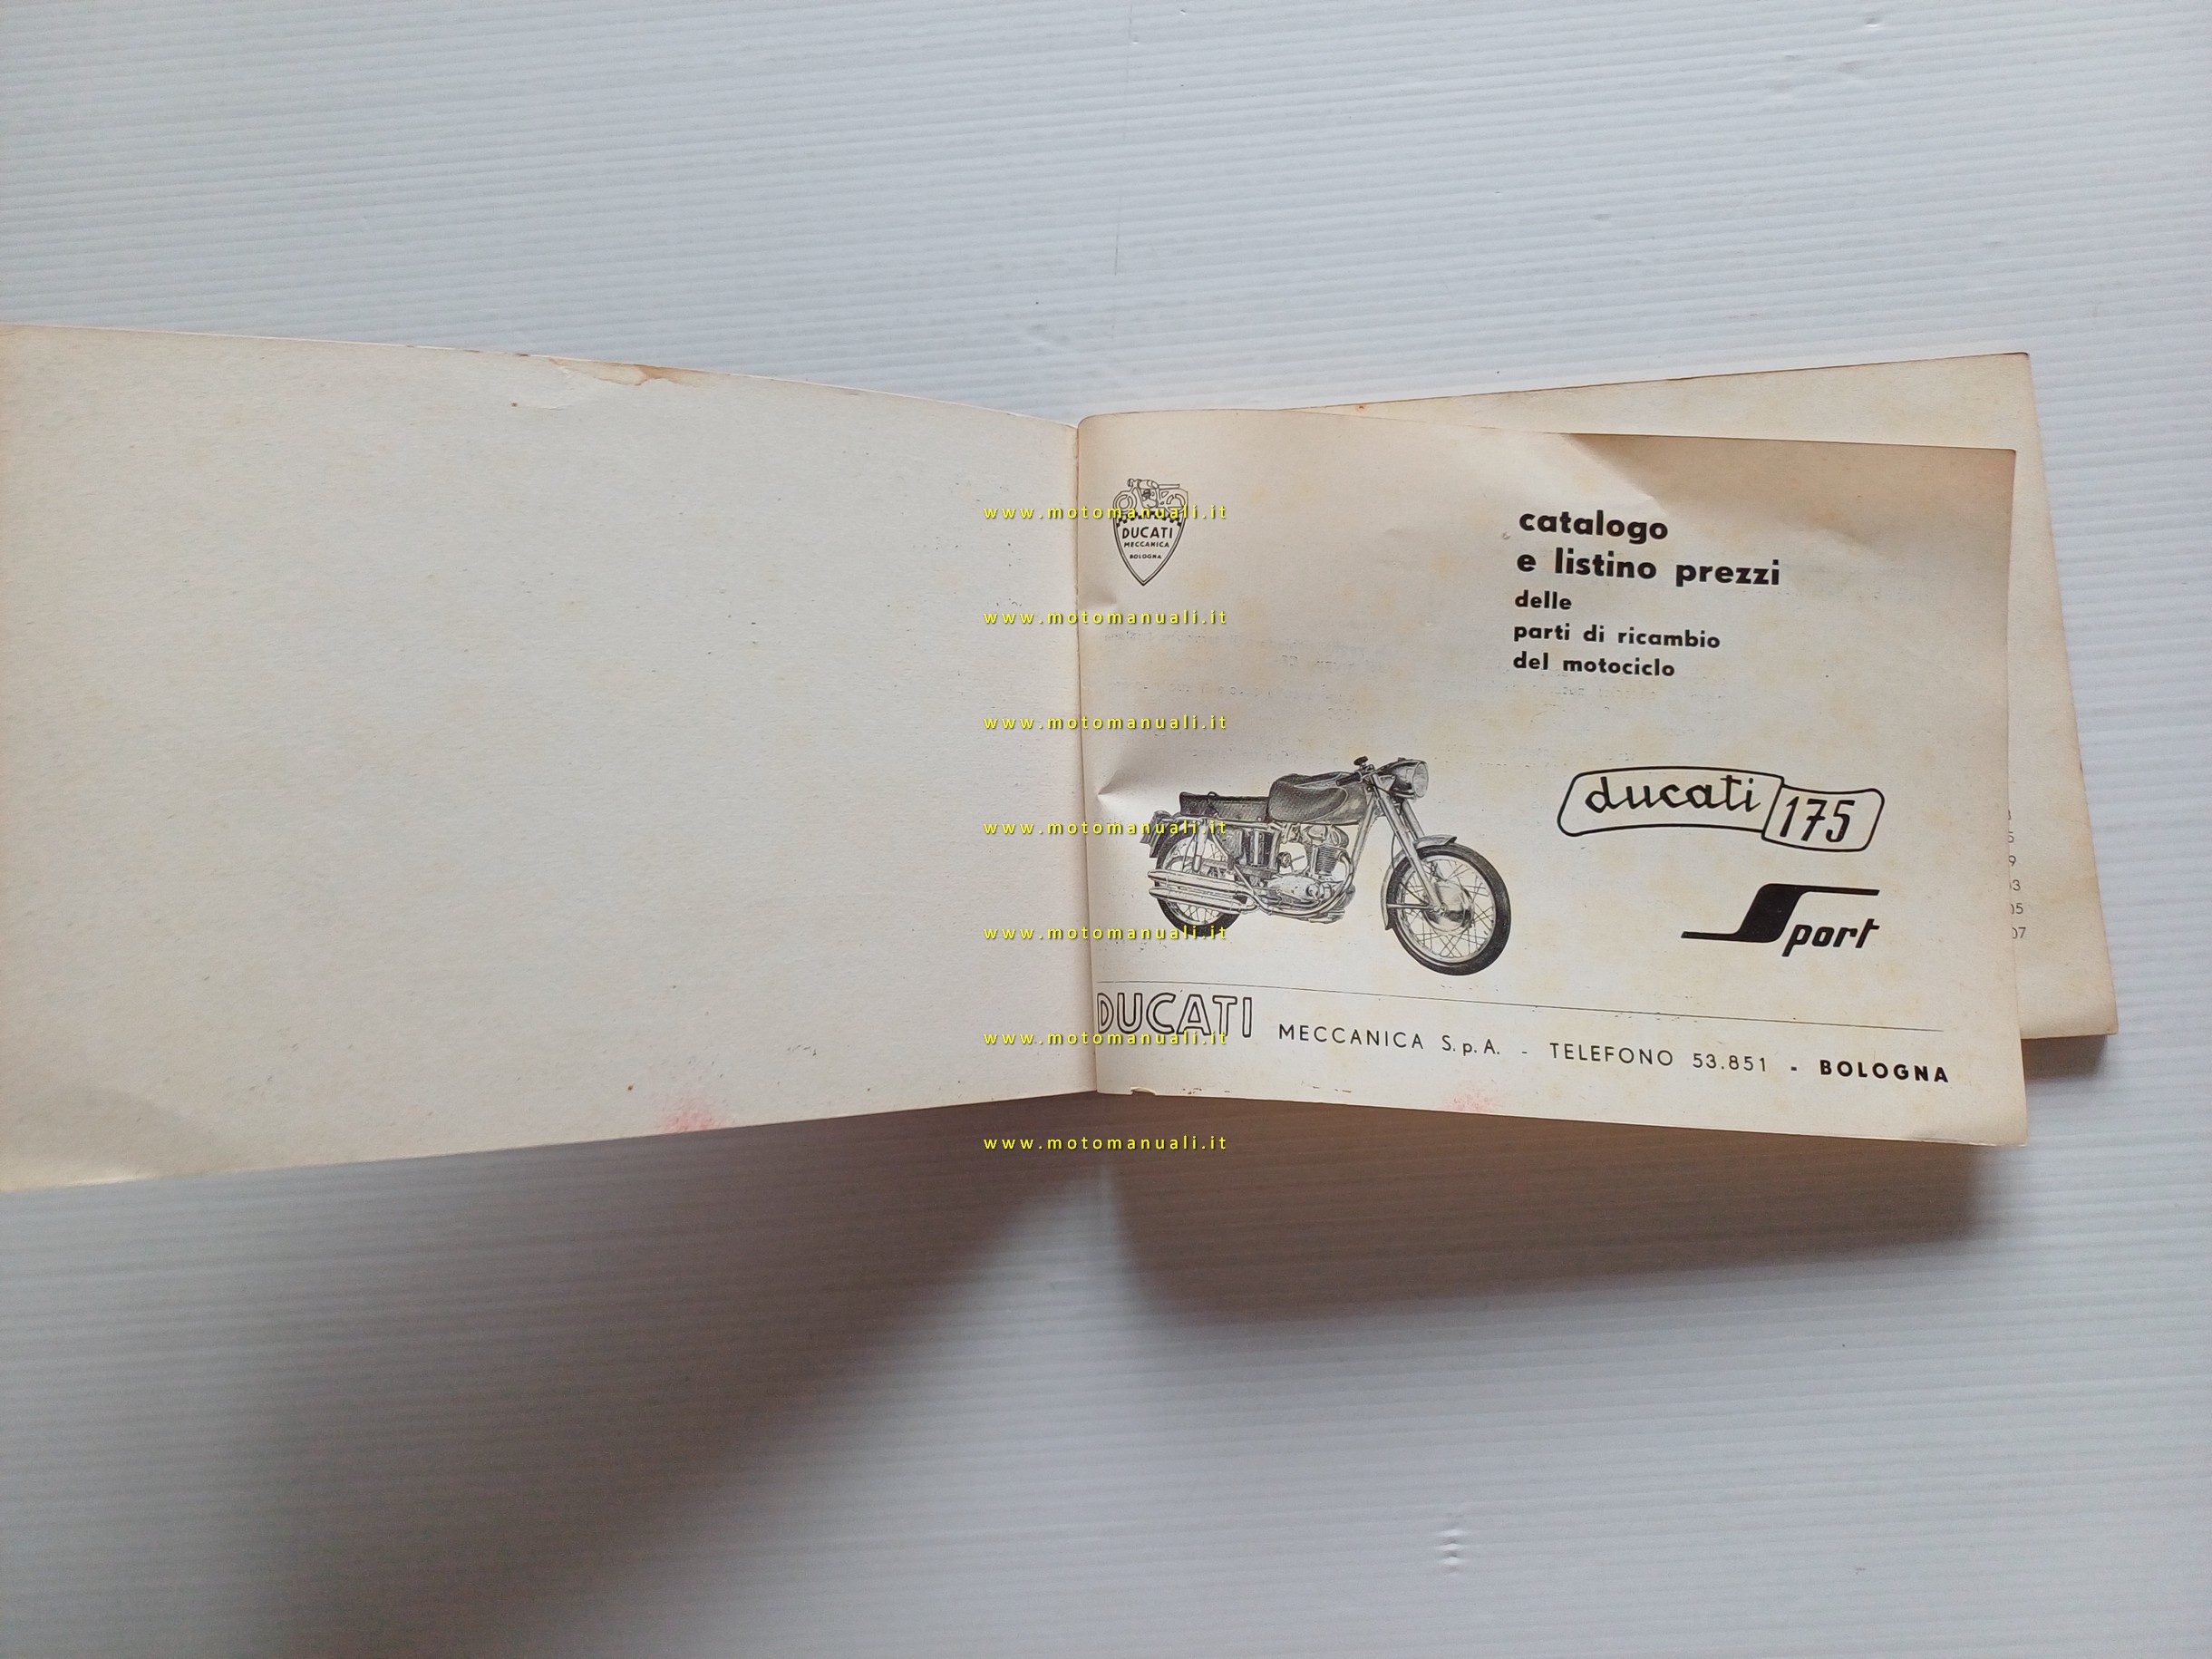 www.motomanuali.it
DUCATI
MECCANICA
BOLOGNA
catalogo
e listino prezzi
delle
parti di ricambio
del motociclo
www.motomanuali.it
www.motomanuali.it
ducati 175
www.motomanuali.it
Sport
www.motomanuali.it
DUCATI MECCANICA S.p.A. - TELEFONO 53.851 - BOLOGNA
www.motomanuali.it
www.motomanuali.it